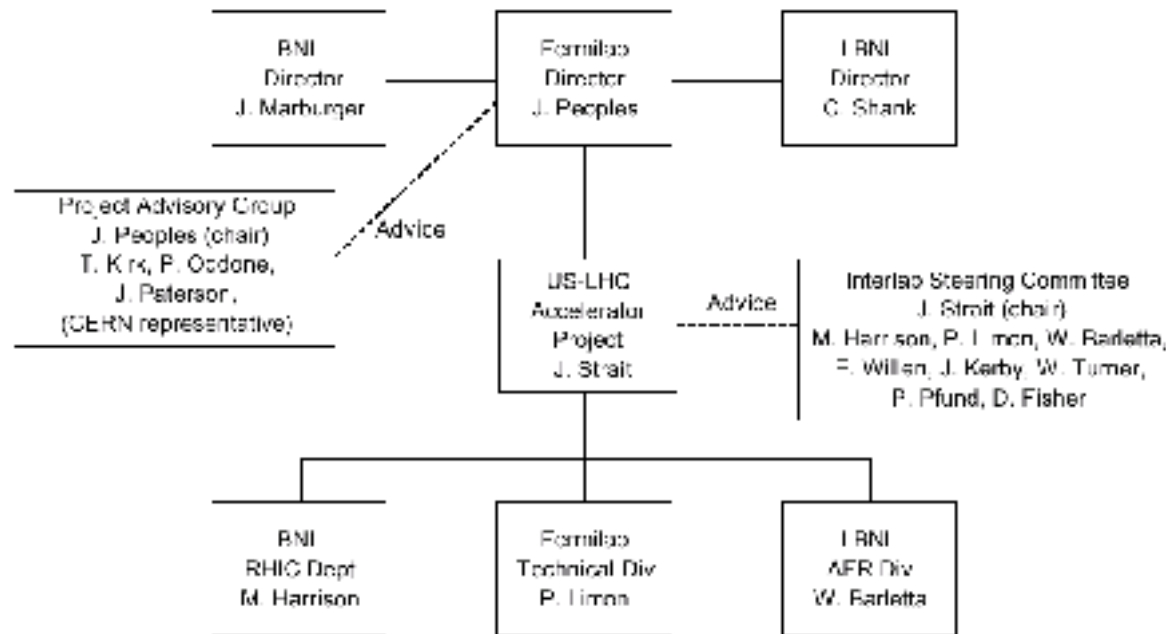 BNL
Director
J. Marburger
Fermilab
Director
J. Peoples
LBNL
Director
C. Shank
Project Advisory Group
J. Peoples (chair)
T. Kirk, P. Oddone,
J. Paterson,
(CERN representative)
Advice
US-LHC
Accelerator
Project
J. Strait
Advice
Interlab Steering Committee
J. Strait (chair)
M. Harrison, P. Limon, W. Barletta,
E. Willen, J. Kerby, W. Turner,
P. Pfund, D. Fisher
BNL
RHIC Dept
M. Harrison
Fermilab
Technical Div
P. Limon
LBNL
AFR Div
W. Barletta